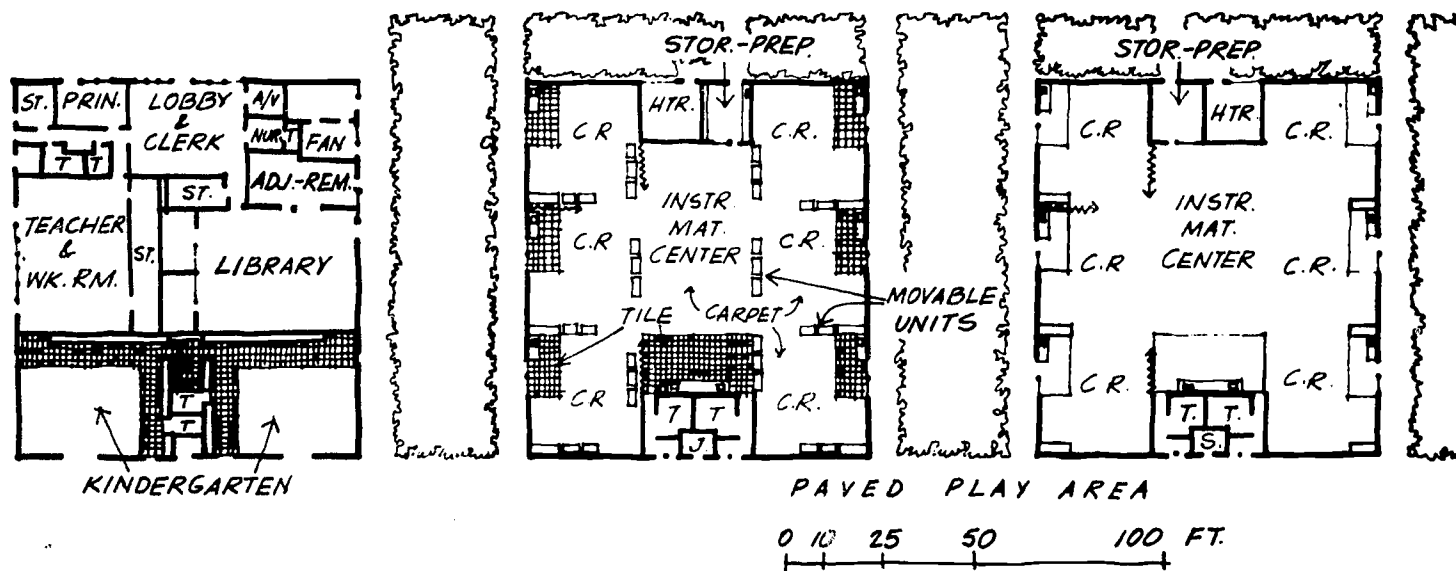 ST.
PRIN.
LOBBY
&
CLERK
A/V
NUR.
T
FAN
T
T
ADJ.-REM.
ST.
TEACHER
&
WK. RM.
ST.
LIBRARY
T
T
KINDERGARTEN
STOR.-PREP.
HTR.
C.R.
C.R.
INSTR.
MAT.
CENTER
C.R.
C.R.
TILE
CARPET
MOVABLE
UNITS
C.R
C.R.
T
T
J.
STOR.-PREP.
HTR.
C.R
C.R.
INSTR.
MAT.
CENTER
C.R
C.R.
C.R.
C.R.
T.
T.
S.
PAVED PLAY AREA
0 10 25 50 100 FT.